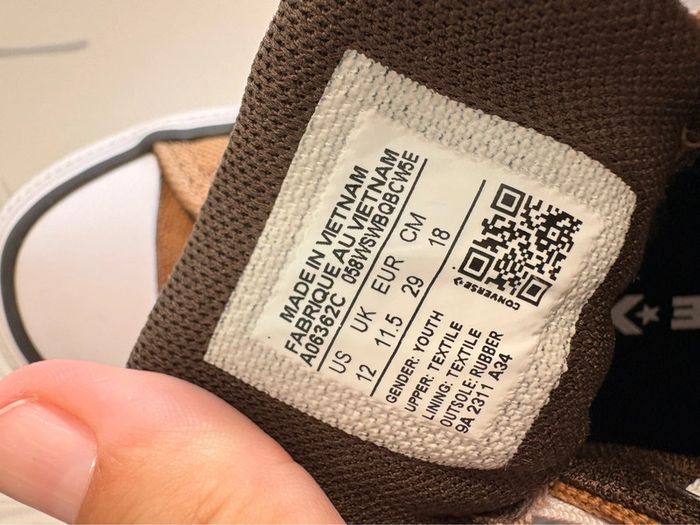 MADE IN VIETNAM
FABRIQUE AU VIETNAM
A06362C 058WSWBQBCW5E
US UK EUR CM
12 11.5 29 18
GENDER: YOUTH
UPPER: TEXTILE
LINING: TEXTILE
OUTSOLE: RUBBER
9A 2311 A34
CONVERSE